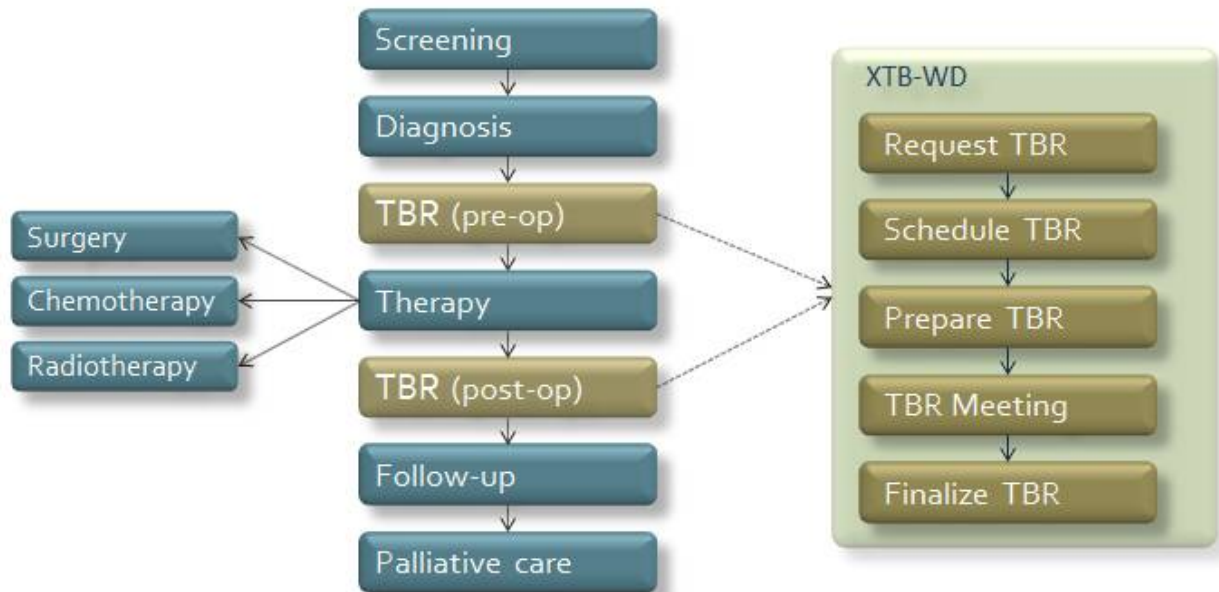 Screening
Diagnosis
TBR (pre-op)
Therapy
TBR (post-op)
Follow-up
Palliative care
Surgery
Chemotherapy
Radiotherapy
XTB-WD
Request TBR
Schedule TBR
Prepare TBR
TBR Meeting
Finalize TBR